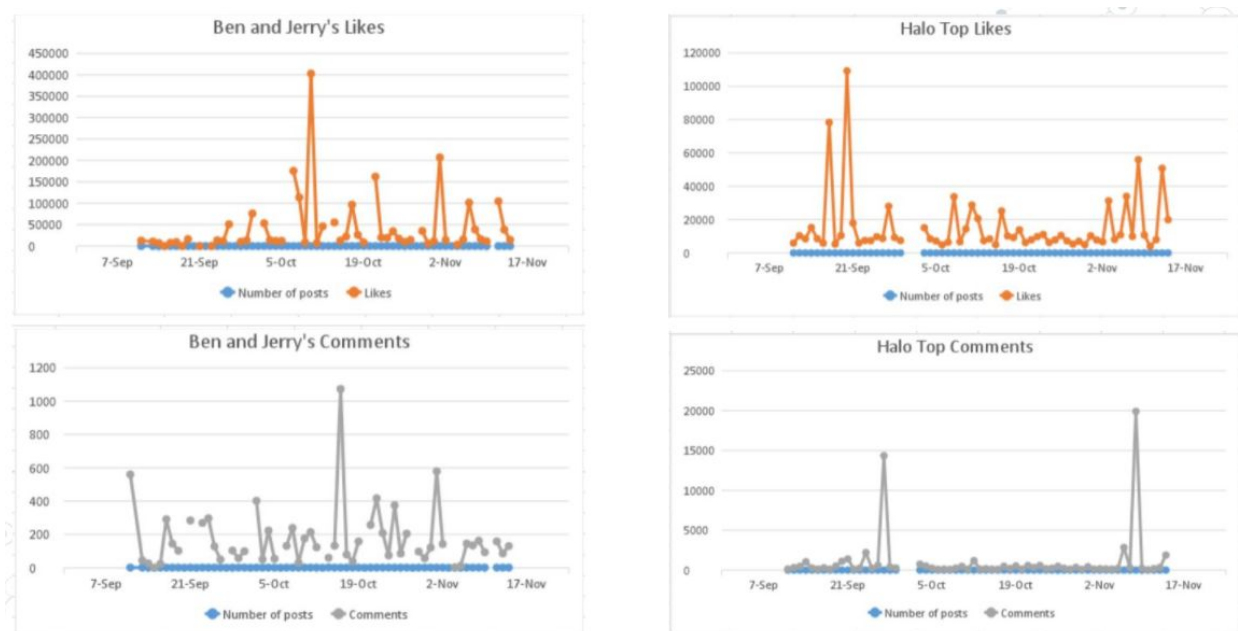 Ben and Jerry's Likes
450000
400000
350000
300000
250000
200000
150000
100000
50000
0
7-Sep 21-Sep 5-Oct 19-Oct 2-Nov 17-Nov
Number of posts Likes
Halo Top Likes
120000
100000
80000
60000
40000
20000
0
7-Sep 21-Sep 5-Oct 19-Oct 2-Nov 17-Nov
Number of posts Likes
Ben and Jerry's Comments
1200
1000
800
600
400
200
0
7-Sep 21-Sep 5-Oct 19-Oct 2-Nov 17-Nov
Number of posts Comments
Halo Top Comments
25000
20000
15000
10000
5000
0
7-Sep 21-Sep 5-Oct 19-Oct 2-Nov 17-Nov
Number of posts Comments